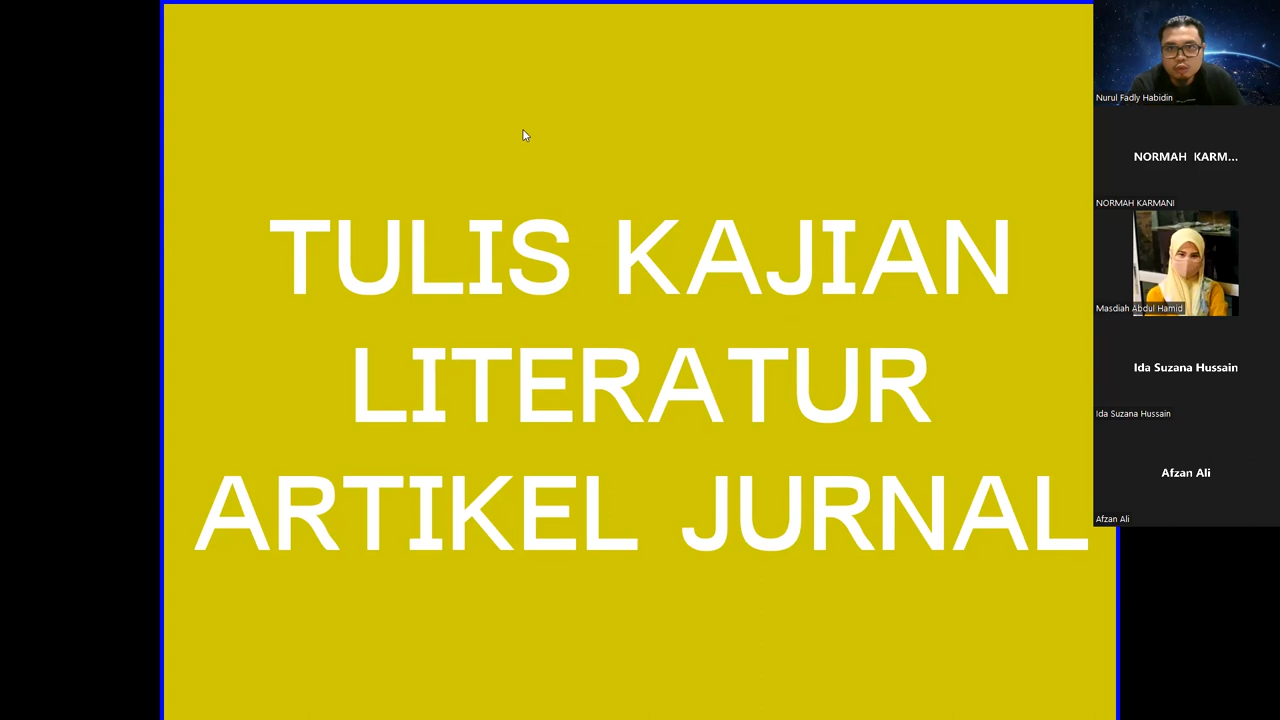 TULIS KAJIAN
LITERATUR
ARTIKEL JURNAL
Nurul Fadly Habidin
NORMAH KARM...
NORMAH KARMANI
Masdiah Abdul Hamid
Ida Suzana Hussain
Ida Suzana Hussain
Afzan Ali
Afzan Ali